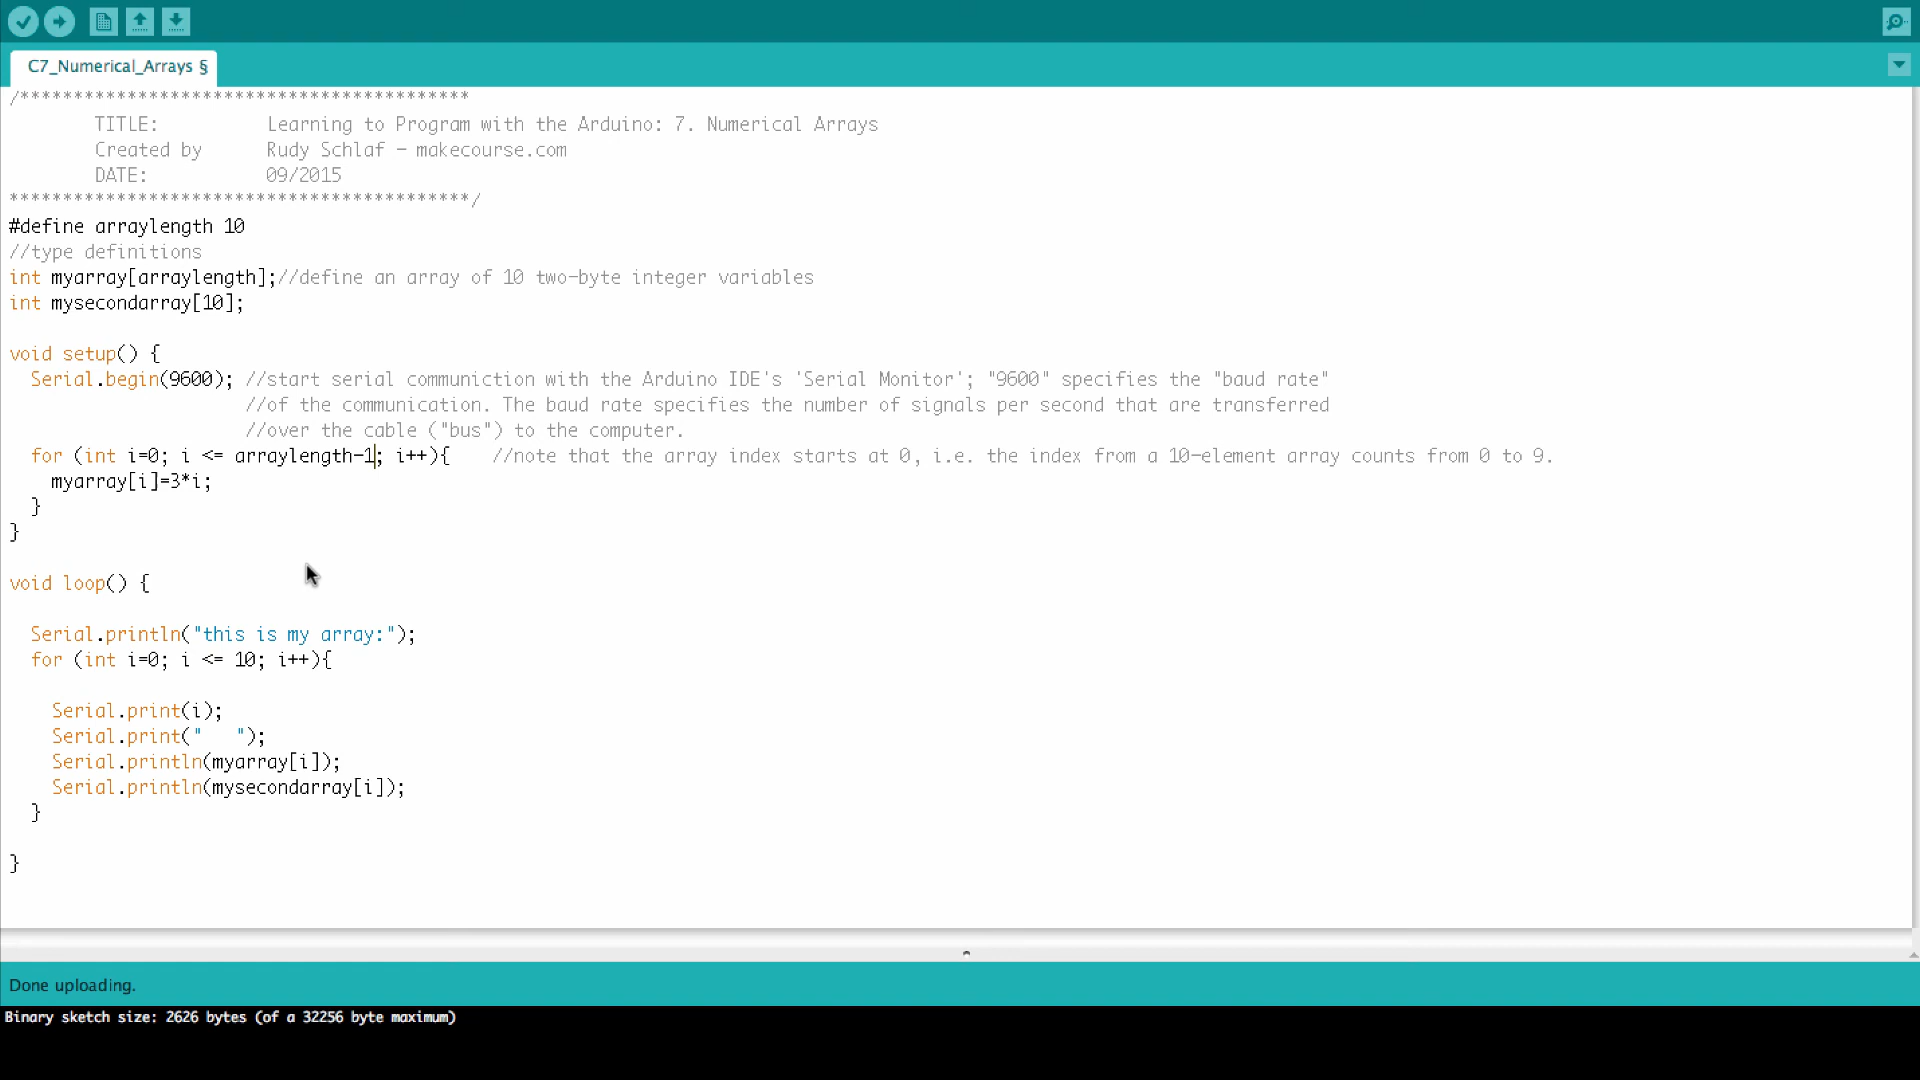 C7_Numerical_Arrays §
/******************************************
TITLE: Learning to Program with the Arduino: 7. Numerical Arrays
Created by Rudy Schlaf - makecourse.com
DATE: 09/2015
*******************************************/
#define arraylength 10
//type definitions
int myarray[arraylength];//define an array of 10 two-byte integer variables
int mysecondarray[10];
void setup() {
Serial.begin(9600); //start serial communiction with the Arduino IDE's 'Serial Monitor'; "9600" specifies the "baud rate"
//of the communication. The baud rate specifies the number of signals per second that are transferred
//over the cable ("bus") to the computer.
for (int i=0; i <= arraylength-1; i++){ //note that the array index starts at 0, i.e. the index from a 10-element array counts from 0 to 9.
myarray[i]=3*i;
}
}
void loop() {
Serial.println("this is my array:");
for (int i=0; i <= 10; i++){
Serial.print(i);
Serial.print("   ");
Serial.println(myarray[i]);
Serial.println(mysecondarray[i]);
}
}
Done uploading.
Binary sketch size: 2626 bytes (of a 32256 byte maximum)